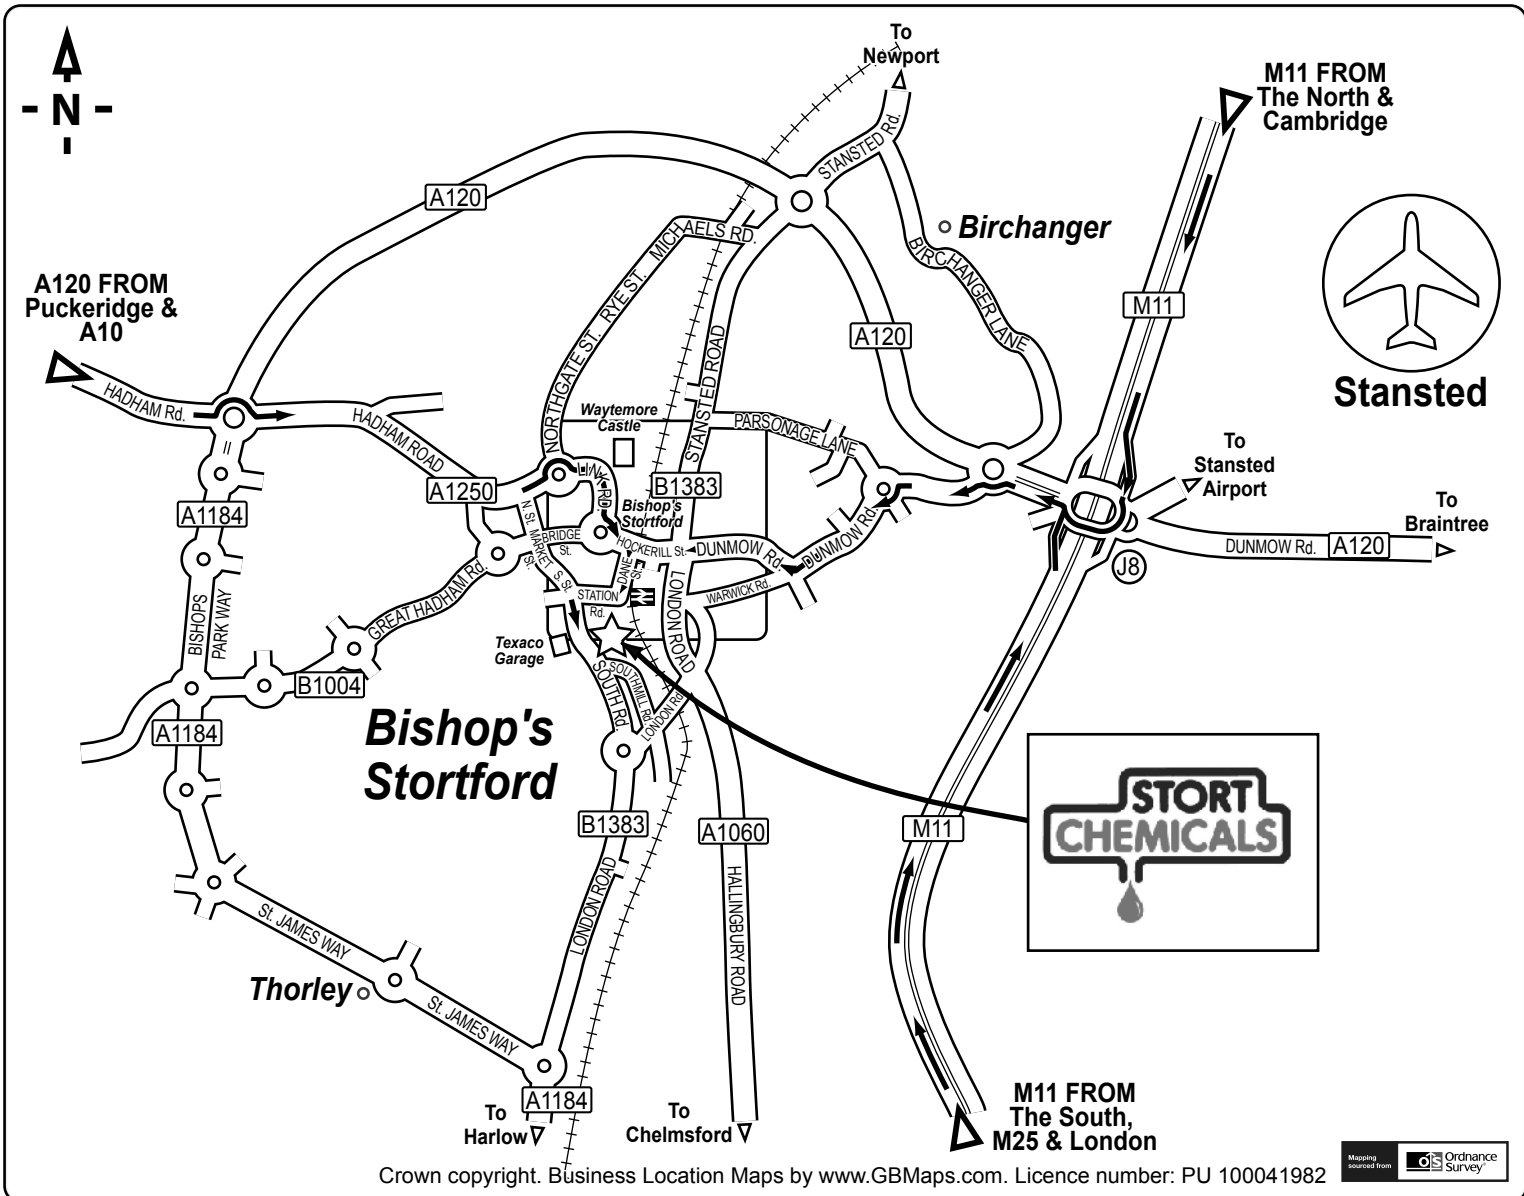 To
Newport
M11 FROM
The North &
Cambridge
N
STANSTED Rd.
A120
Birchanger
MICHAELS RD.
BIRCHANGER LANE
A120 FROM
Puckeridge &
A10
M11
RYE ST.
A120
STANSTED ROAD
Stansted
HADHAM Rd.
HADHAM ROAD
NORTHGATE ST.
Waytemore
Castle
PARSONAGE LANE
To
Stansted
Airport
LINK RD.
A1250
B1383
A1184
N. St.
Bishop's
Stortford
To
Braintree
MARKET St.
BRIDGE
St.
HOCKERILL St.
DUNMOW Rd.
DUNMOW Rd.
DUNMOW Rd.
A120
J8
GREAT HADHAM Rd.
S. St.
DANE St.
STATION
Rd.
LONDON ROAD
WARWICK Rd.
BISHOPS
PARK WAY
Texaco
Garage
B1004
SOUTH Rd.
SOUTHMILL Rd.
LONDON Rd.
A1184
Bishop's
Stortford
B1383
A1060
M11
STORT
CHEMICALS
LONDON ROAD
HALLINGBURY ROAD
St. JAMES WAY
Thorley
St. JAMES WAY
A1184
To
Harlow
To
Chelmsford
M11 FROM
The South,
M25 & London
Crown copyright. Business Location Maps by www.GBMaps.com. Licence number: PU 100041982
Mapping
sourced from
OS
Ordnance
Survey